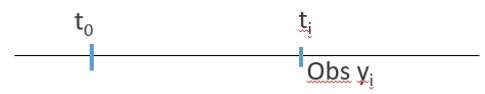 t₀ tᵢ
Obs yᵢ